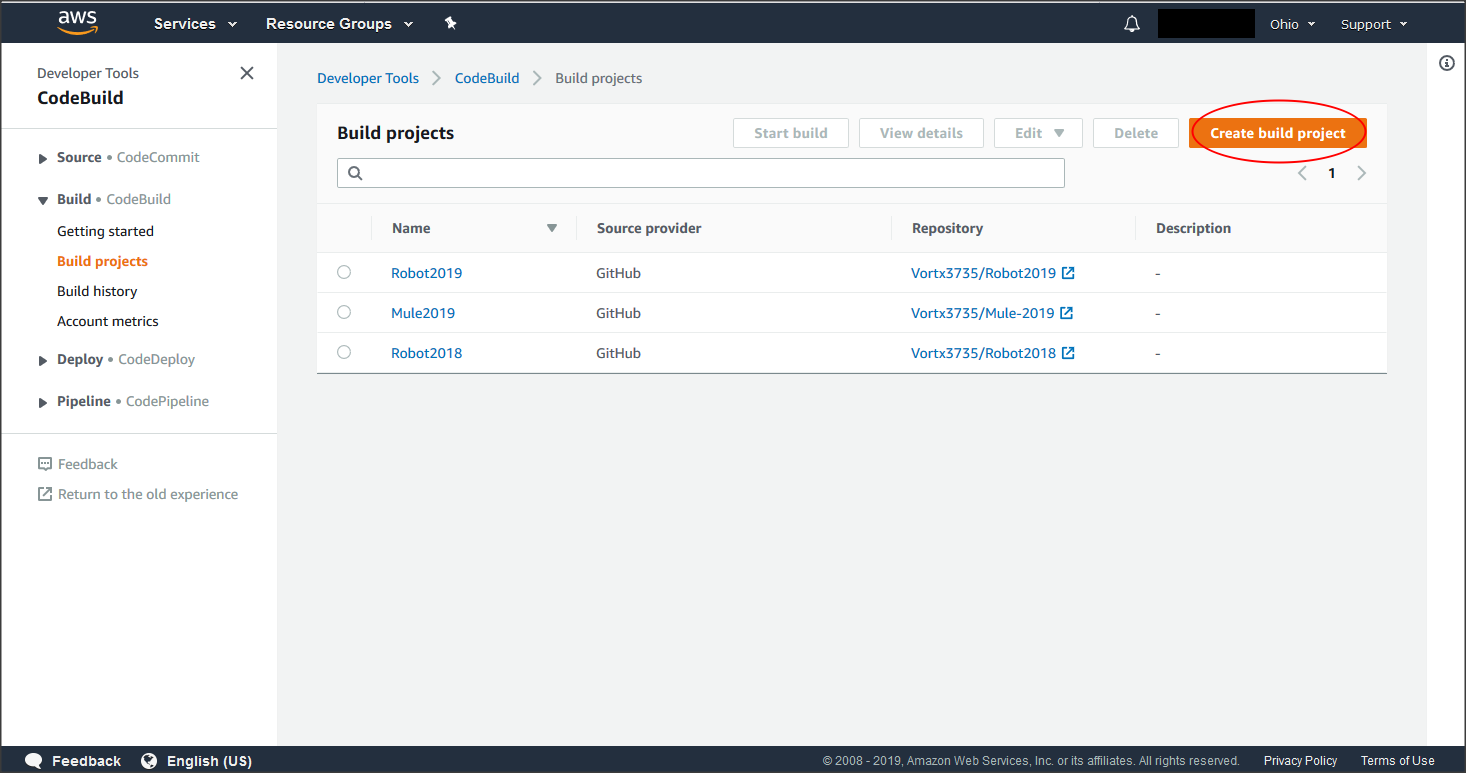 aws Services Resource Groups Ohio Support
Developer Tools
CodeBuild
Source • CodeCommit
Build • CodeBuild
Getting started
Build projects
Build history
Account metrics
Deploy • CodeDeploy
Pipeline • CodePipeline
Feedback
Return to the old experience
Developer Tools > CodeBuild > Build projects
Build projects Start build View details Edit Delete Create build project
1
Name Source provider Repository Description
Robot2019 GitHub Vortx3735/Robot2019 -
Mule2019 GitHub Vortx3735/Mule-2019 -
Robot2018 GitHub Vortx3735/Robot2018 -
Feedback English (US) © 2008 - 2019, Amazon Web Services, Inc. or its affiliates. All rights reserved. Privacy Policy Terms of Use